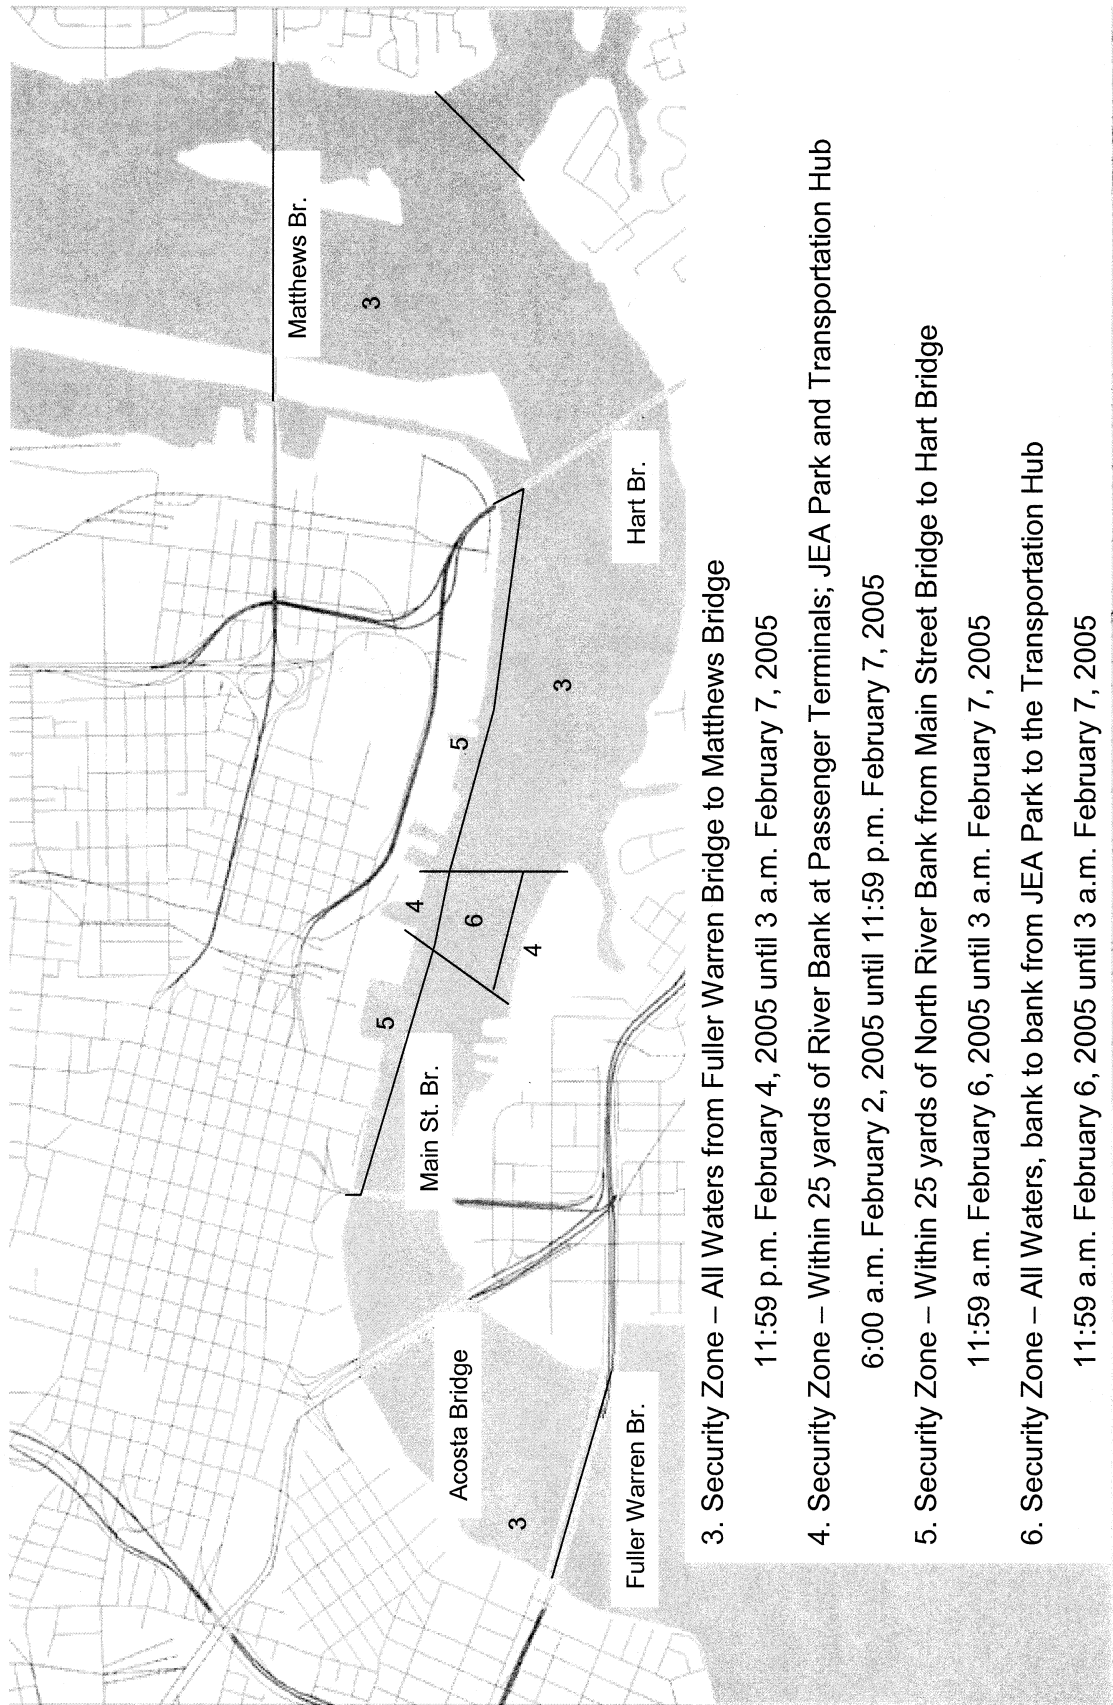 Matthews Br.
3
Hart Br.
3
5
4
6
4
5
Main St. Br.
Acosta Bridge
3
Fuller Warren Br.
3. Security Zone – All Waters from Fuller Warren Bridge to Matthews Bridge
11:59 p.m. February 4, 2005 until 3 a.m. February 7, 2005
4. Security Zone – Within 25 yards of River Bank at Passenger Terminals; JEA Park and Transportation Hub
6:00 a.m. February 2, 2005 until 11:59 p.m. February 7, 2005
5. Security Zone – Within 25 yards of North River Bank from Main Street Bridge to Hart Bridge
11:59 a.m. February 6, 2005 until 3 a.m. February 7, 2005
6. Security Zone – All Waters, bank to bank from JEA Park to the Transportation Hub
11:59 a.m. February 6, 2005 until 3 a.m. February 7, 2005